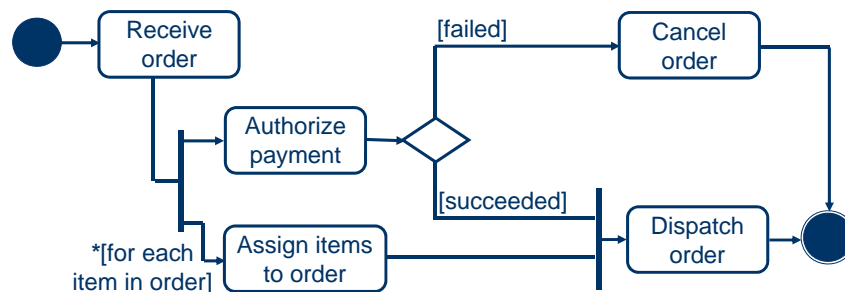 Receive
order
[failed]
Cancel
order
Authorize
payment
[succeeded]
Dispatch
order
*[for each
item in order]
Assign items
to order